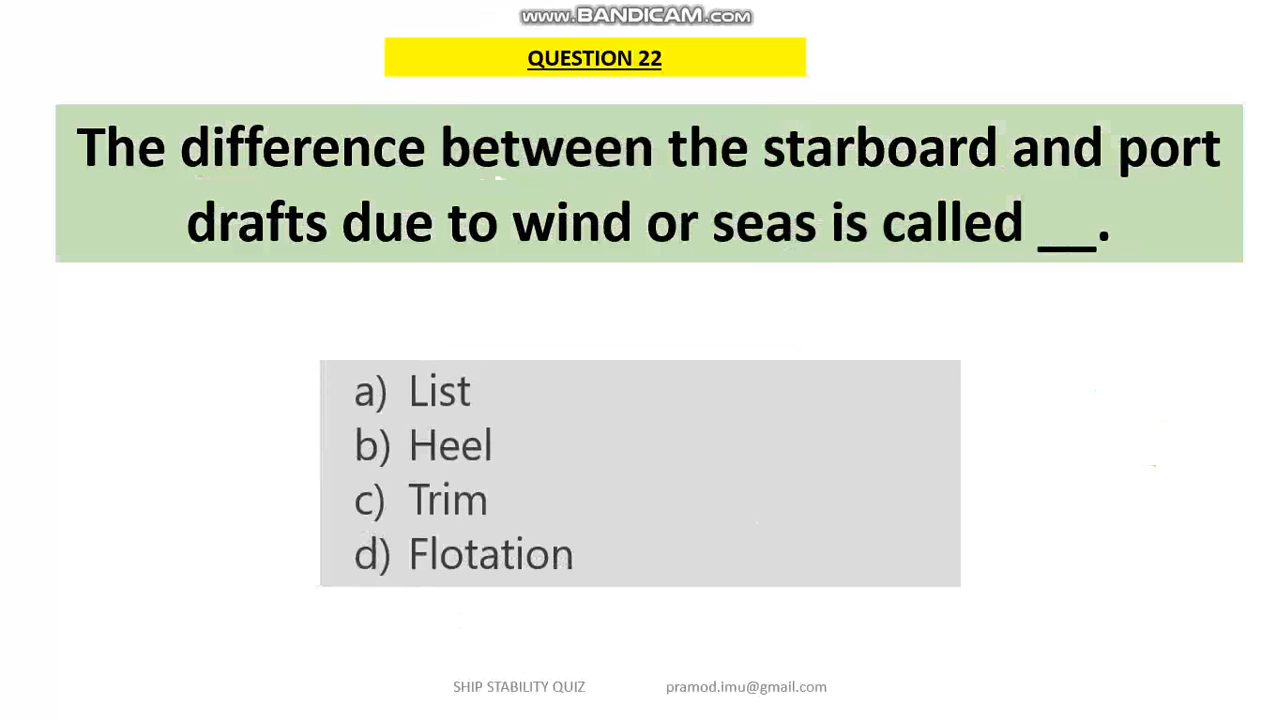 www.BANDICAM.com
QUESTION 22
The difference between the starboard and port
drafts due to wind or seas is called __.
a) List
b) Heel
c) Trim
d) Flotation
SHIP STABILITY QUIZ pramod.imu@gmail.com